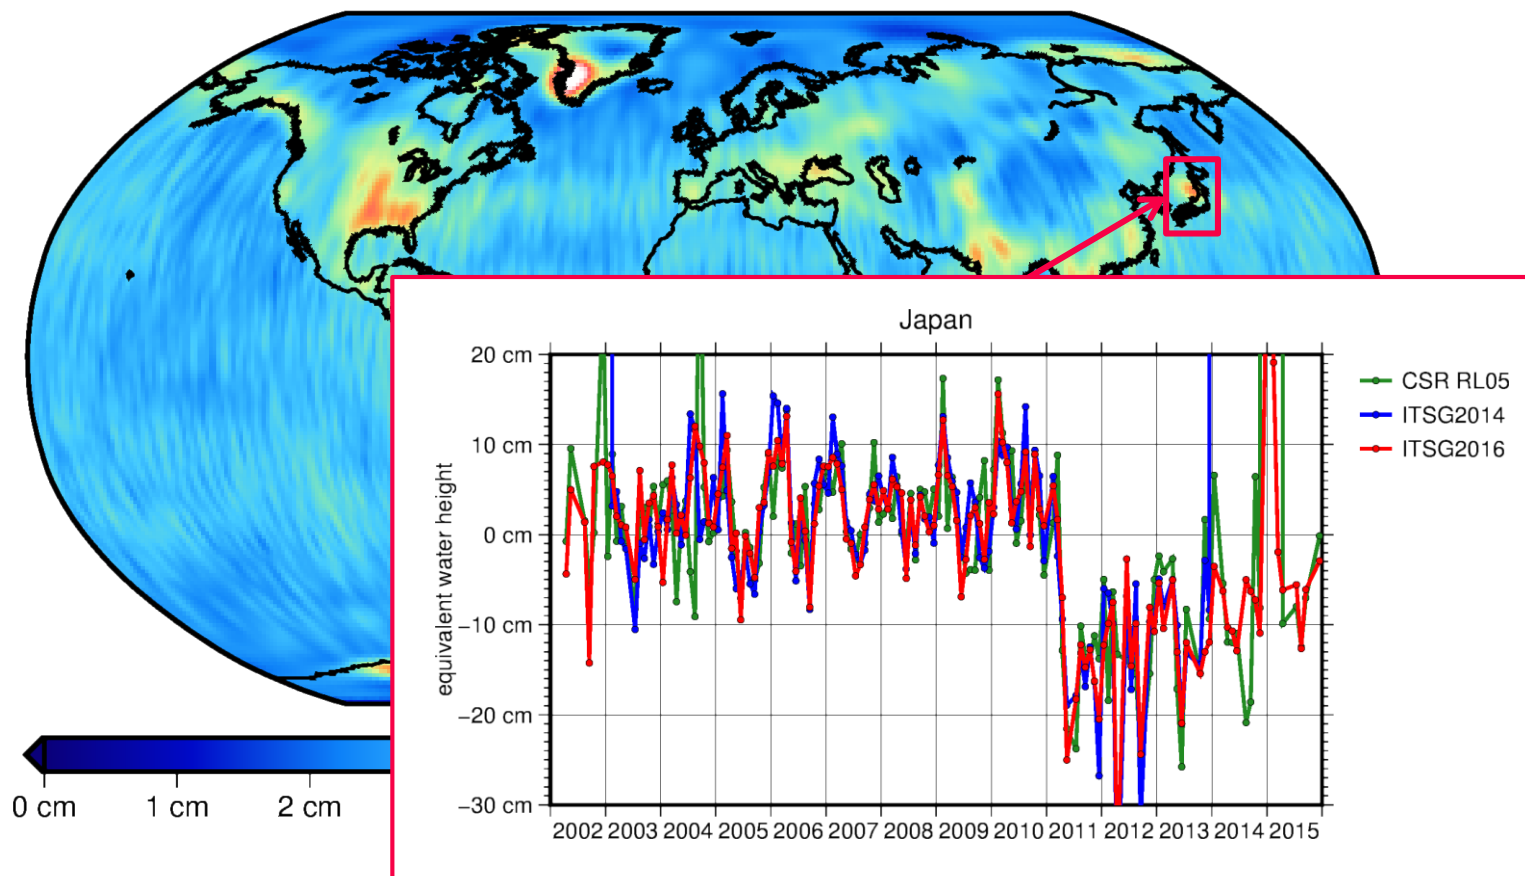 Japan
20 cm
10 cm
0 cm
−10 cm
−20 cm
−30 cm
equivalent water height
2002 2003 2004 2005 2006 2007 2008 2009 2010 2011 2012 2013 2014 2015
CSR RL05
ITSG2014
ITSG2016
0 cm 1 cm 2 cm